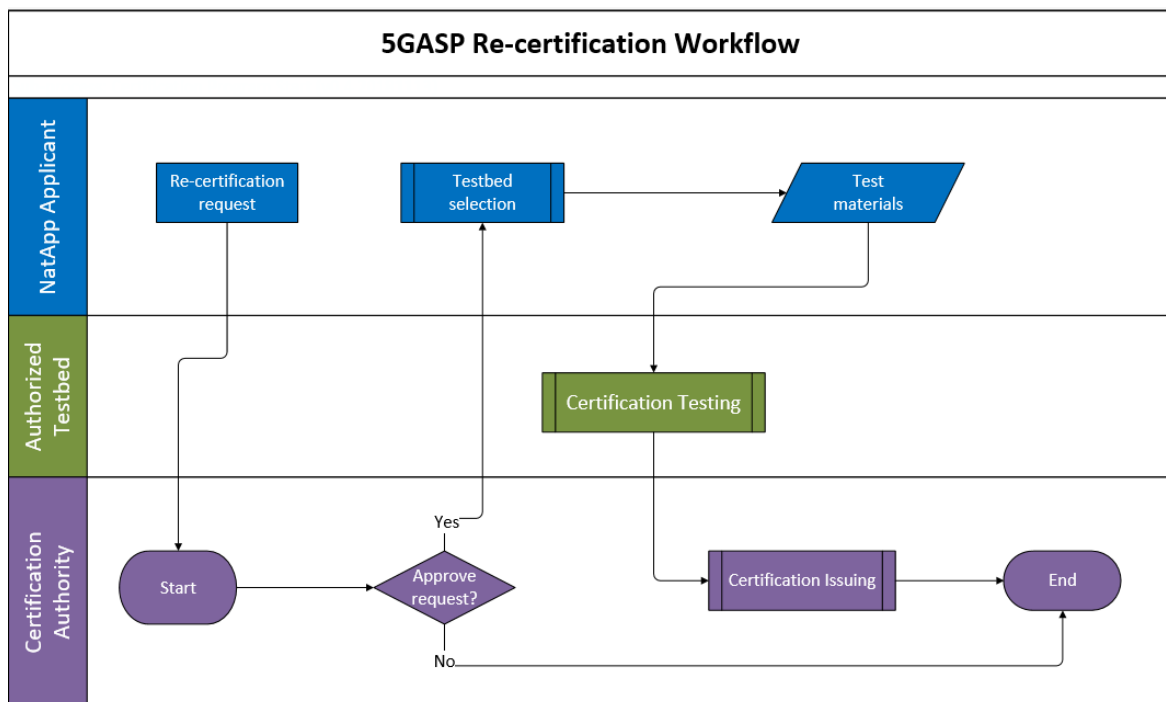 5GASP Re-certification Workflow
NatApp Applicant
Re-certification
request
Testbed
selection
Test
materials
Authorized
Testbed
Certification Testing
Certification
Authority
Start
Yes
Approve
request?
No
Certification Issuing
End